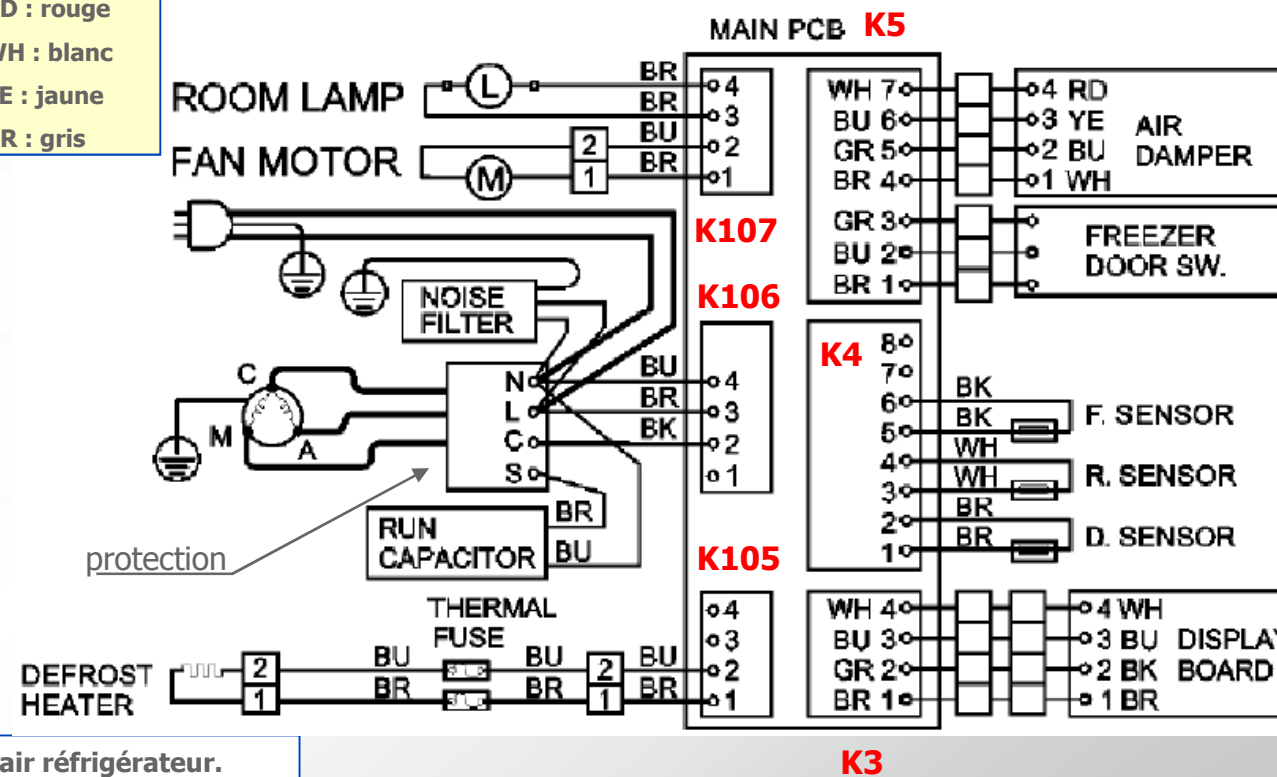 D : rouge
WH : blanc
E : jaune
R : gris
MAIN PCB K5
ROOM LAMP
L
BR
BR
4
3
FAN MOTOR
M
2
1
BU
BR
2
1
K107
WH 7
BU 6
GR 5
BR 4
4 RD
3 YE
2 BU
1 WH
AIR
DAMPER
GR 3
BU 2
BR 1
FREEZER
DOOR SW.
NOISE
FILTER
K106
C
M
A
N
L
C
S
BU
BR
BK
4
3
2
1
K4
8
7
6
5
4
3
2
1
BK
BK
WH
WH
BR
BR
F. SENSOR
R. SENSOR
D. SENSOR
protection
RUN
CAPACITOR
BR
BU
K105
THERMAL
FUSE
DEFROST
HEATER
2
1
BU
BR
BU
BR
2
1
BU
BR
4
3
2
1
WH 4
BU 3
GR 2
BR 1
4 WH
3 BU
2 BK
1 BR
DISPLAY
BOARD
air réfrigérateur.
K3